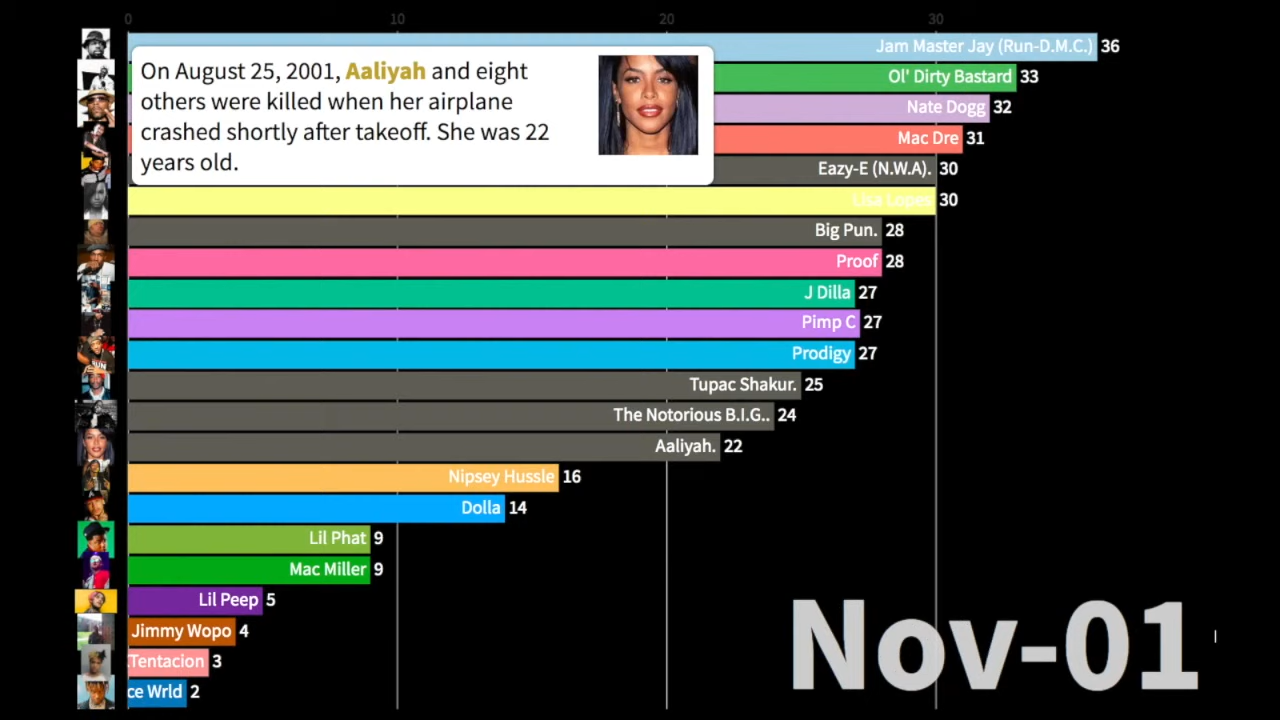 0 10 20 30
Jam Master Jay (Run-D.M.C.) 36
On August 25, 2001, Aaliyah and eight
others were killed when her airplane
crashed shortly after takeoff. She was 22
years old.
Ol' Dirty Bastard 33
Nate Dogg 32
Mac Dre 31
Eazy-E (N.W.A). 30
Lisa Lopes 30
Big Pun. 28
Proof 28
J Dilla 27
Pimp C 27
Prodigy 27
Tupac Shakur. 25
The Notorious B.I.G.. 24
Aaliyah. 22
Nipsey Hussle 16
Dolla 14
Lil Phat 9
Mac Miller 9
Lil Peep 5
Jimmy Wopo 4
Tentacion 3
ce Wrld 2
Nov-01